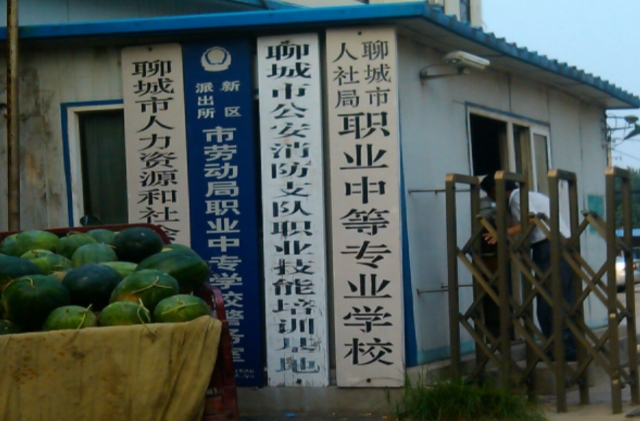 聊城市人力资源和社会
新区
派出所
市劳动局职业中专学校警务室
聊城市公安消防支队职业技能培训基地
聊城市
人社局
职业中等专业学校